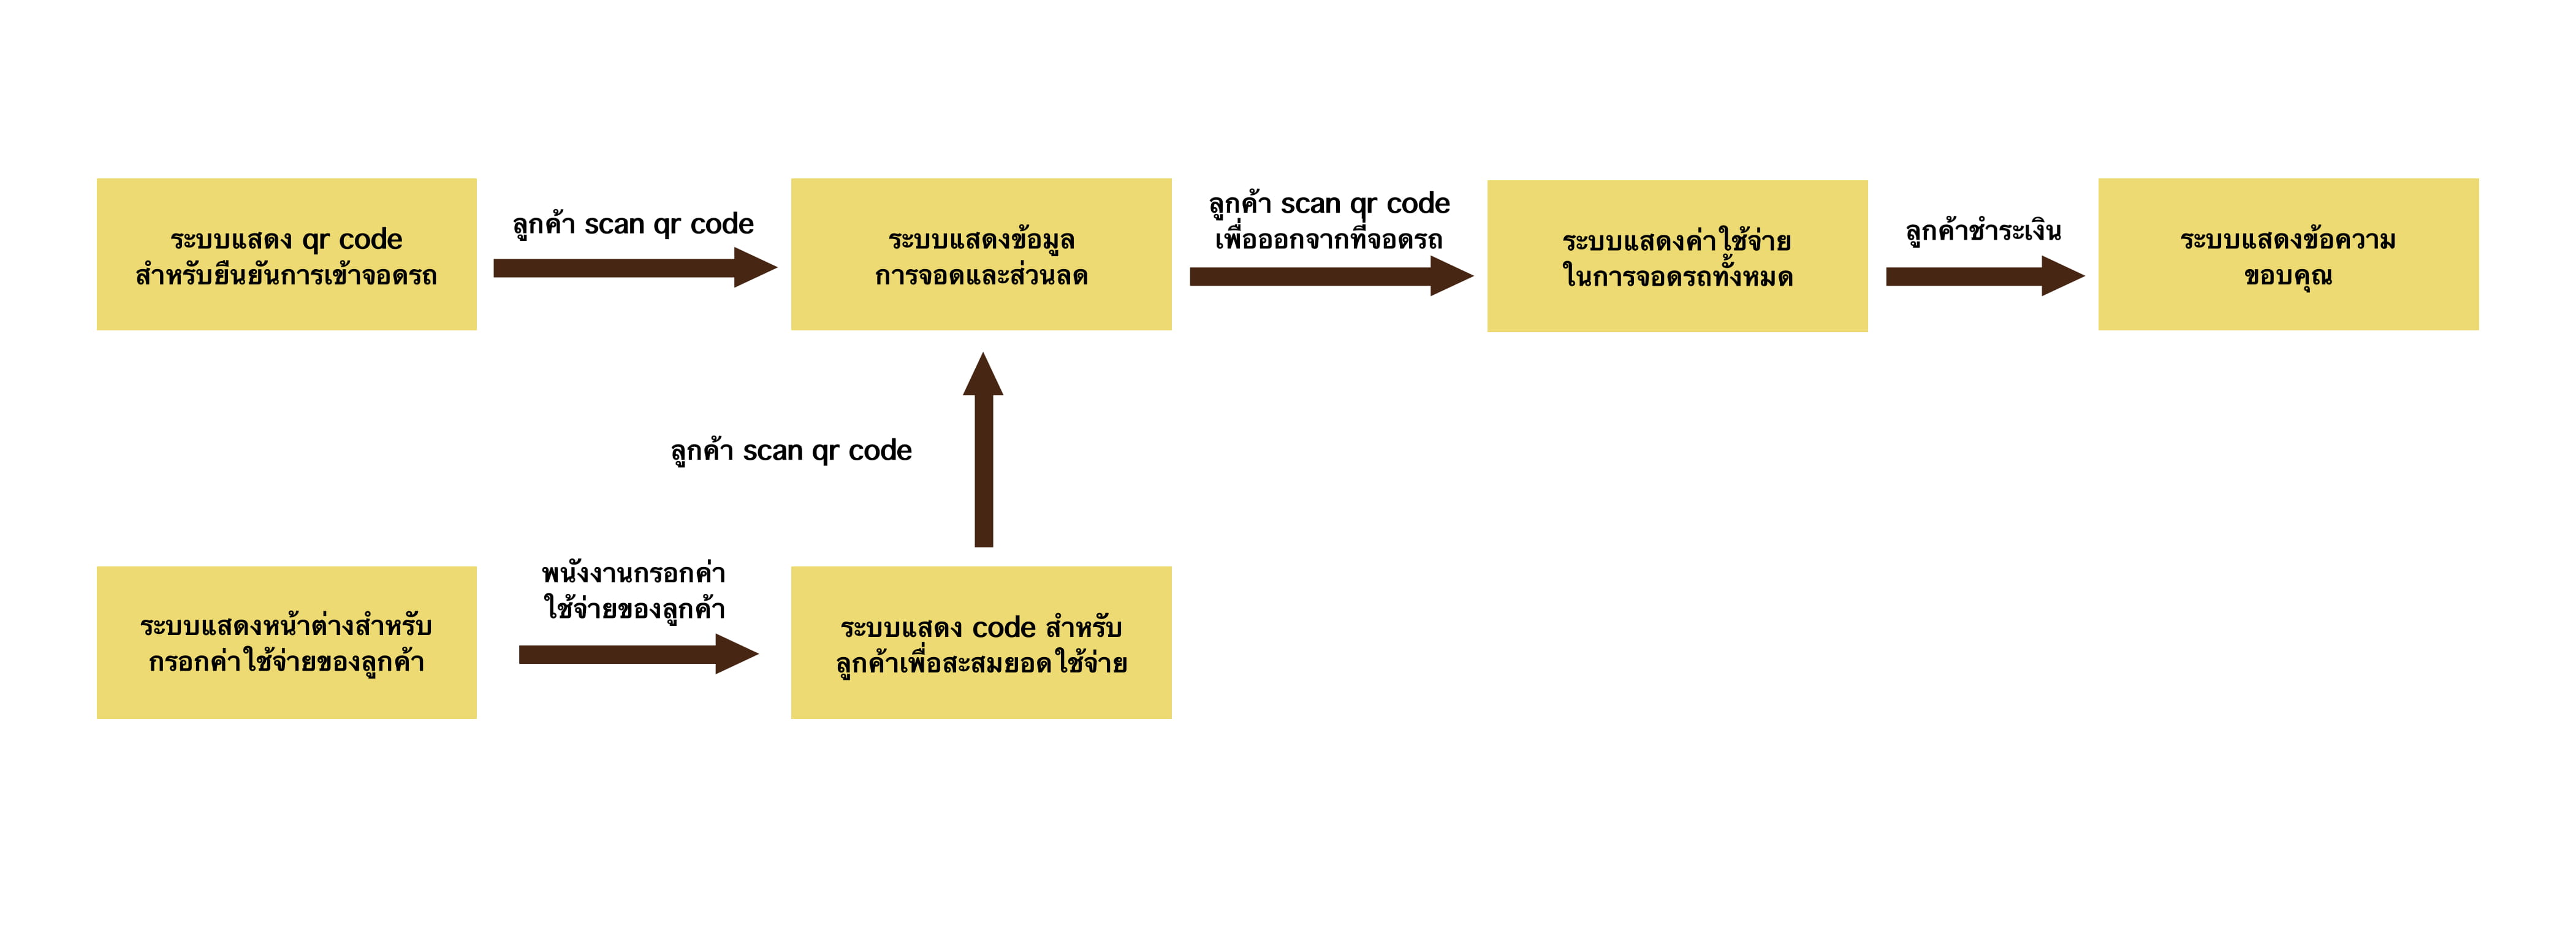 ระบบแสดง qr code
สำหรับยืนยันการเข้าจอดรถ
ลูกค้า scan qr code
ระบบแสดงข้อมูล
การจอดและส่วนลด
ลูกค้า scan qr code
เพื่อออกจากที่จอดรถ
ระบบแสดงค่าใช้จ่าย
ในการจอดรถทั้งหมด
ลูกค้าชำระเงิน
ระบบแสดงข้อความ
ขอบคุณ
ลูกค้า scan qr code
ระบบแสดงหน้าต่างสำหรับ
กรอกค่าใช้จ่ายของลูกค้า
พนังงานกรอกค่า
ใช้จ่ายของลูกค้า
ระบบแสดง code สำหรับ
ลูกค้าเพื่อสะสมยอดใช้จ่าย